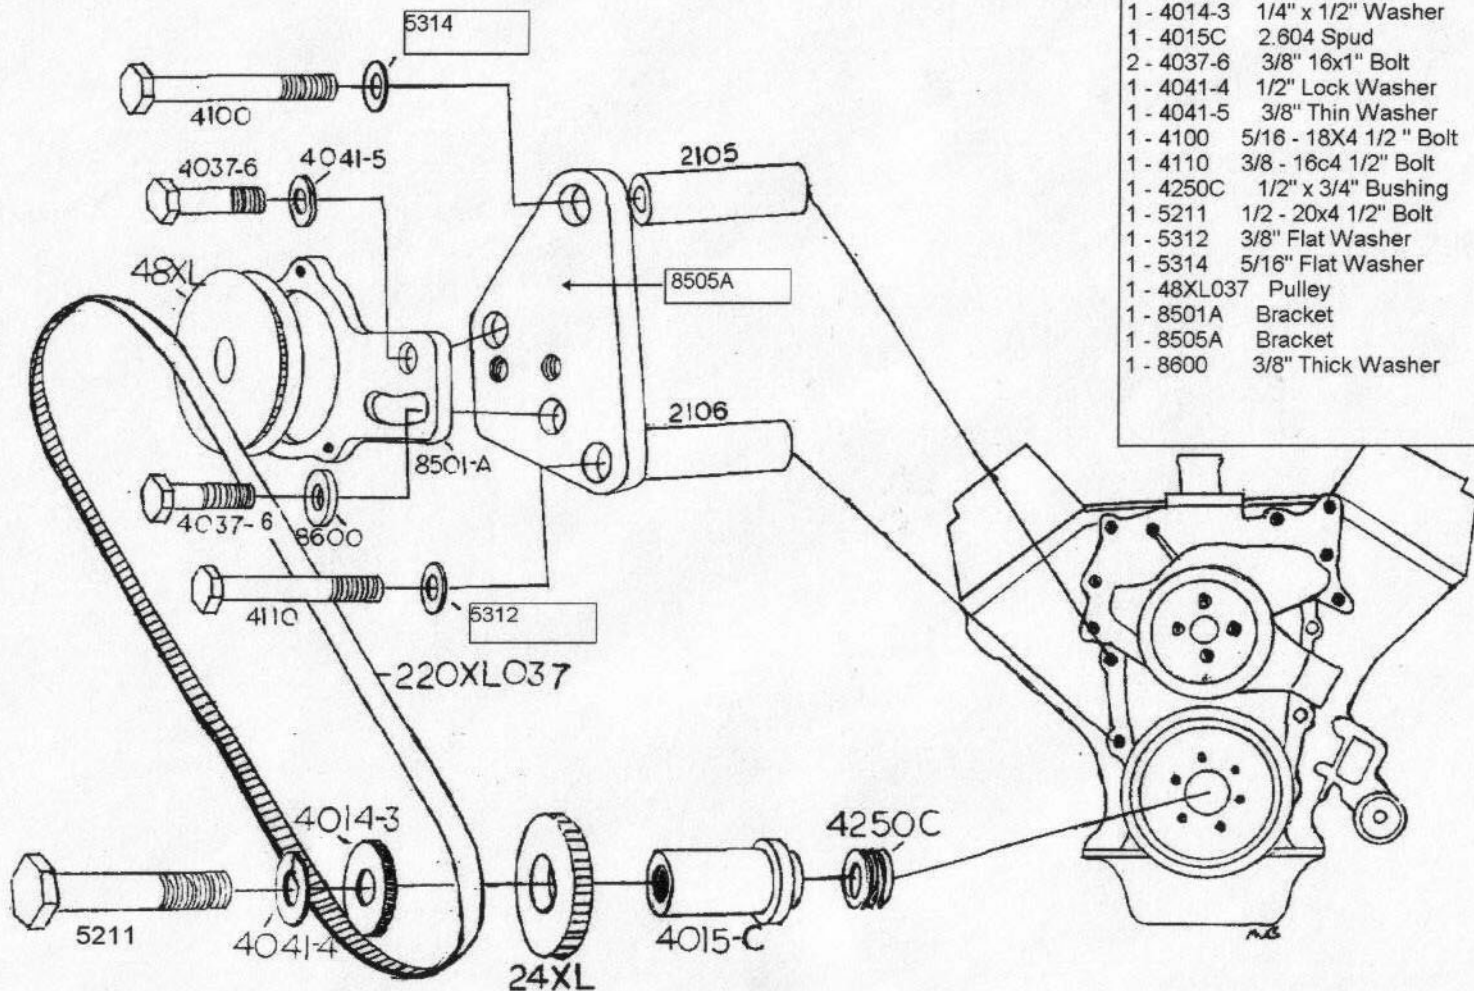 5314
4100
4037-6
4041-5
48XL
2105
8505A
2106
8501-A
4037-6
8600
4110
5312
220XL037
4014-3
4250C
5211
4041-4
24XL
4015-C
1 - 4014-3 1/4" x 1/2" Washer
1 - 4015C 2.604 Spud
2 - 4037-6 3/8" 16x1" Bolt
1 - 4041-4 1/2" Lock Washer
1 - 4041-5 3/8" Thin Washer
1 - 4100 5/16 - 18X4 1/2 " Bolt
1 - 4110 3/8 - 16c4 1/2" Bolt
1 - 4250C 1/2" x 3/4" Bushing
1 - 5211 1/2 - 20x4 1/2" Bolt
1 - 5312 3/8" Flat Washer
1 - 5314 5/16" Flat Washer
1 - 48XL037 Pulley
1 - 8501A Bracket
1 - 8505A Bracket
1 - 8600 3/8" Thick Washer